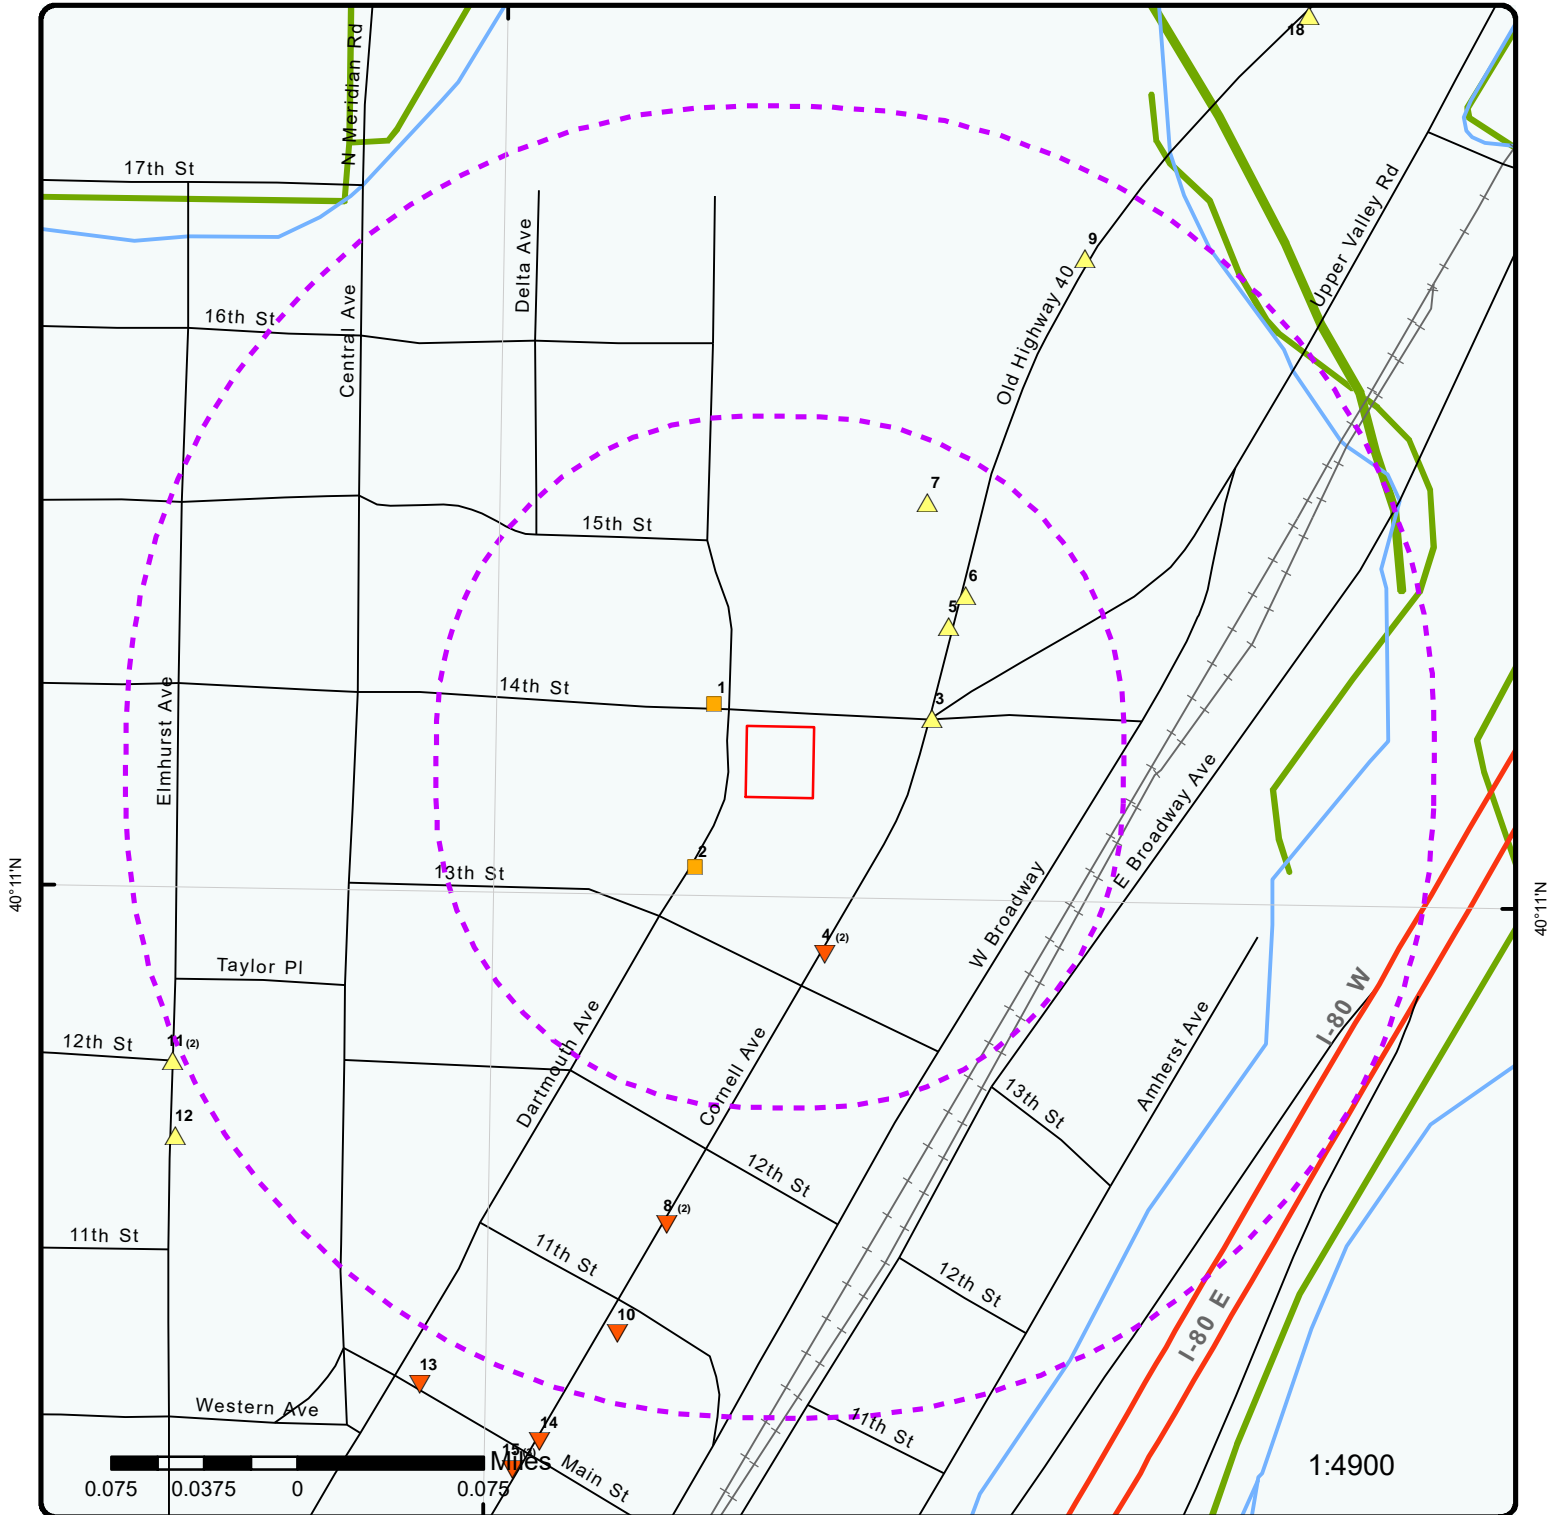 18
N Meridian Rd
17th St
Upper Valley Rd
9
Delta Ave
Old Highway 40
16th St
Central Ave
7
15th St
6
5
14th St
1
3
Elmhurst Ave
E Broadway Ave
2
13th St
40°11'N
40°11'N
W Broadway
4 (2)
Taylor Pl
I-80 W
Dartmouth Ave
Cornell Ave
Amherst Ave
12th St
11 (2)
13th St
12
12th St
8 (2)
11th St
11th St
12th St
I-80 E
10
13
Western Ave
14
11th St
15
Miles
Main St
1:4900
0.075
0.0375
0
0.075